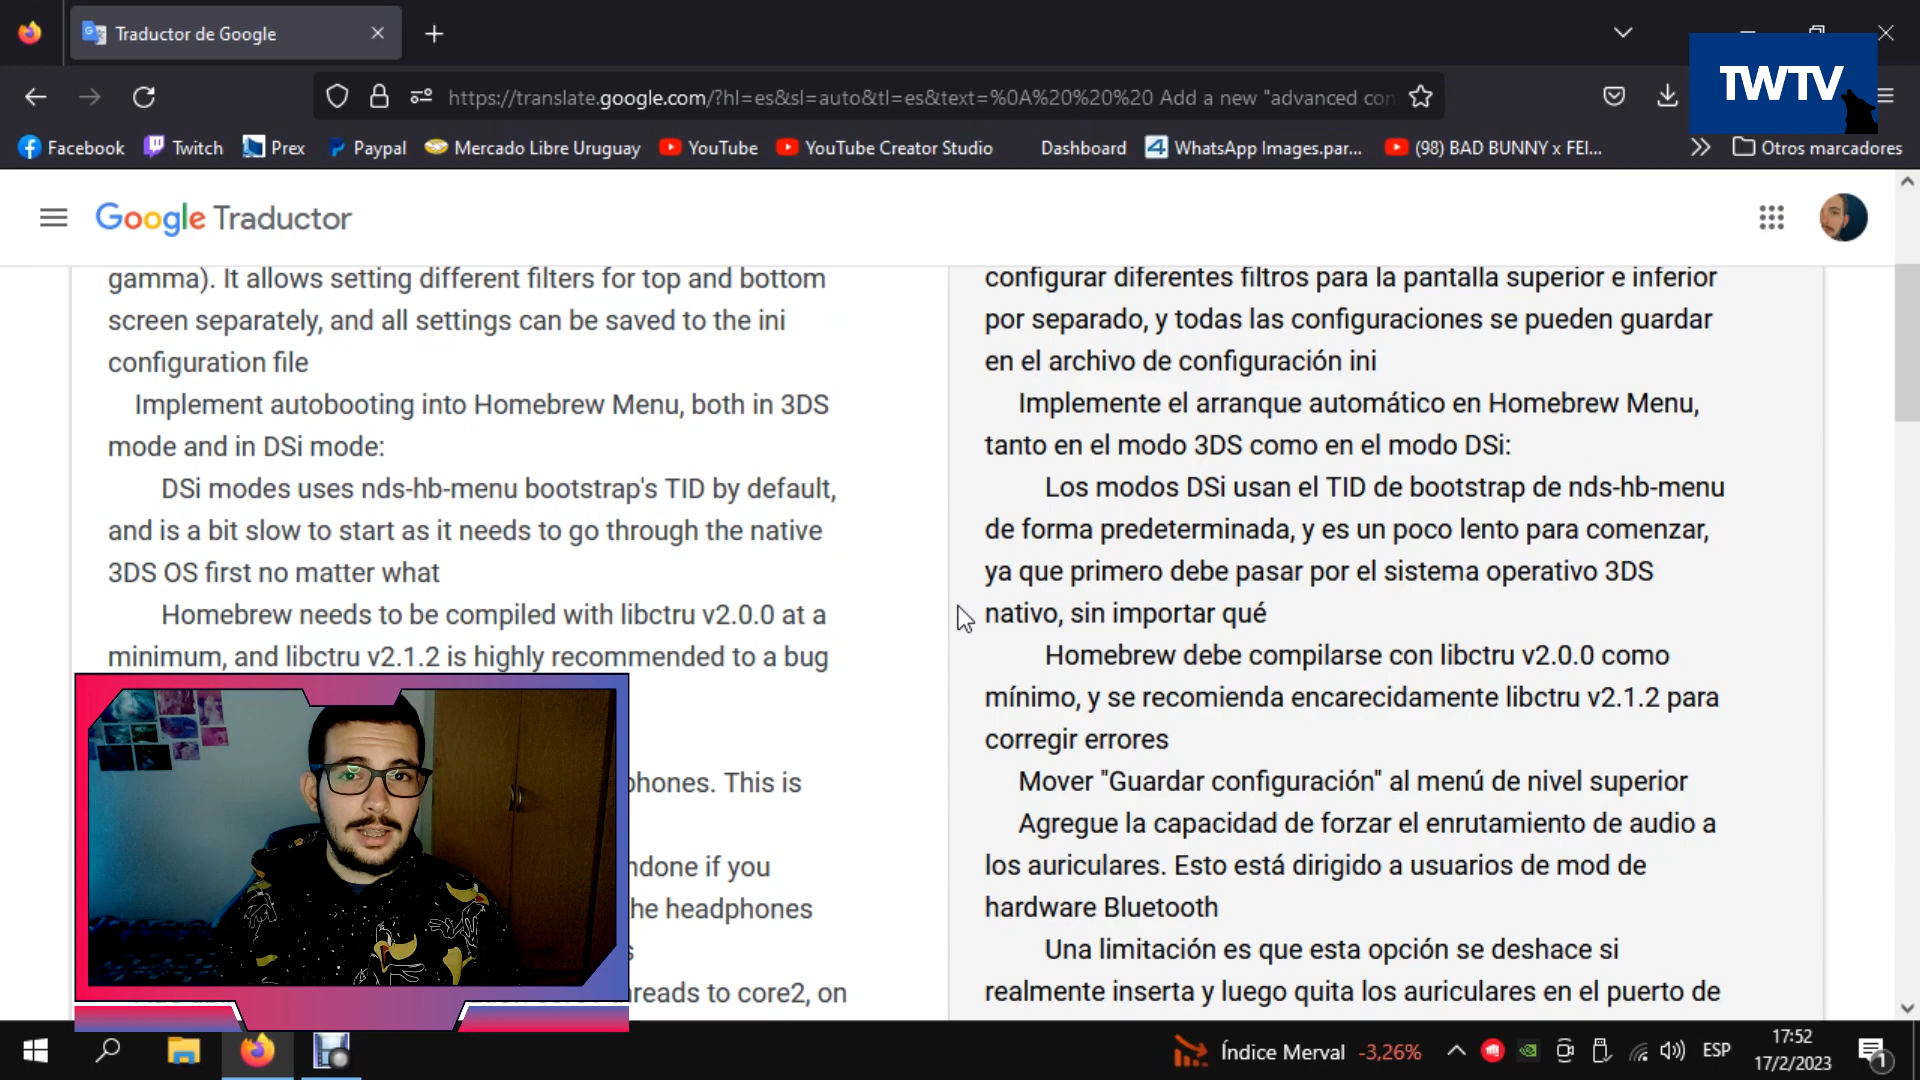 Traductor de Google
TWTV
https://translate.google.com/?hl=es&sl=auto&tl=es&text=%0A%20%20%20 Add a new "advanced con
Facebook
Twitch
Prex
Paypal
Mercado Libre Uruguay
YouTube
YouTube Creator Studio
Dashboard
WhatsApp Images.par...
(98) BAD BUNNY x FEI...
Otros marcadores
Google Traductor
gamma). It allows setting different filters for top and bottom
screen separately, and all settings can be saved to the ini
configuration file
Implement autobooting into Homebrew Menu, both in 3DS
mode and in DSi mode:
DSi modes uses nds-hb-menu bootstrap's TID by default,
and is a bit slow to start as it needs to go through the native
3DS OS first no matter what
Homebrew needs to be compiled with libctru v2.0.0 at a
minimum, and libctru v2.1.2 is highly recommended to a bug
phones. This is
ndone if you
he headphones
s
hreads to core2, on
configurar diferentes filtros para la pantalla superior e inferior
por separado, y todas las configuraciones se pueden guardar
en el archivo de configuración ini
Implemente el arranque automático en Homebrew Menu,
tanto en el modo 3DS como en el modo DSi:
Los modos DSi usan el TID de bootstrap de nds-hb-menu
de forma predeterminada, y es un poco lento para comenzar,
ya que primero debe pasar por el sistema operativo 3DS
nativo, sin importar qué
Homebrew debe compilarse con libctru v2.0.0 como
mínimo, y se recomienda encarecidamente libctru v2.1.2 para
corregir errores
Mover "Guardar configuración" al menú de nivel superior
Agregue la capacidad de forzar el enrutamiento de audio a
los auriculares. Esto está dirigido a usuarios de mod de
hardware Bluetooth
Una limitación es que esta opción se deshace si
realmente inserta y luego quita los auriculares en el puerto de
Índice Merval -3,26%
ESP
17:52
17/2/2023
1